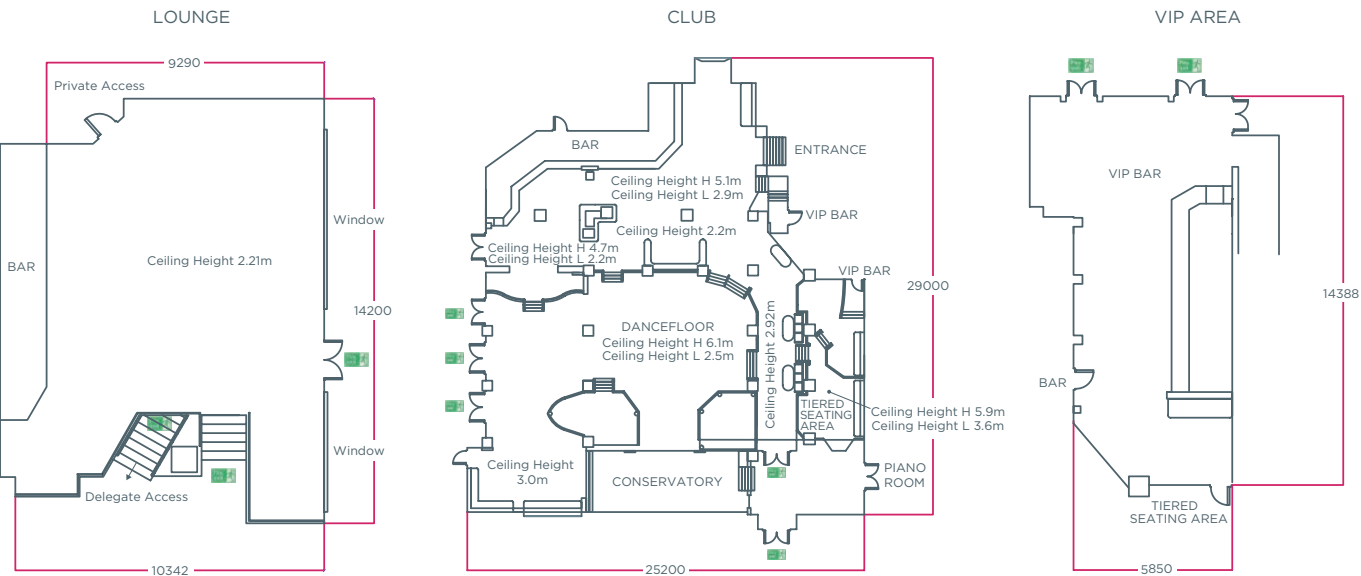 LOUNGE
9290
Private Access
BAR
Ceiling Height 2.21m
Window
14200
Window
Delegate Access
10342
CLUB
BAR
ENTRANCE
Ceiling Height H 5.1m
Ceiling Height L 2.9m
VIP BAR
Ceiling Height 2.2m
Ceiling Height H 4.7m
Ceiling Height L 2.2m
VIP BAR
29000
DANCEFLOOR
Ceiling Height H 6.1m
Ceiling Height L 2.5m
Ceiling Height 2.92m
TIERED
SEATING
AREA
Ceiling Height H 5.9m
Ceiling Height L 3.6m
Ceiling Height
3.0m
CONSERVATORY
PIANO
ROOM
25200
VIP AREA
VIP BAR
14388
BAR
TIERED
SEATING AREA
5850